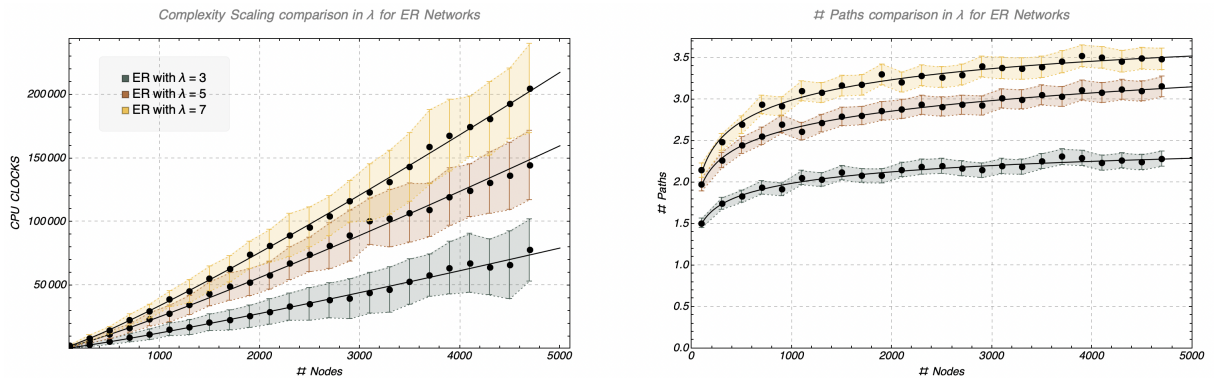 Complexity Scaling comparison in λ for ER Networks
ER with λ = 3
ER with λ = 5
ER with λ = 7
CPU CLOCKS
200 000
150 000
100 000
50 000
1000 2000 3000 4000 5000
# Nodes
# Paths comparison in λ for ER Networks
# Paths
3.5
3.0
2.5
2.0
1.5
1.0
0.5
0.0
0 1000 2000 3000 4000 5000
# Nodes